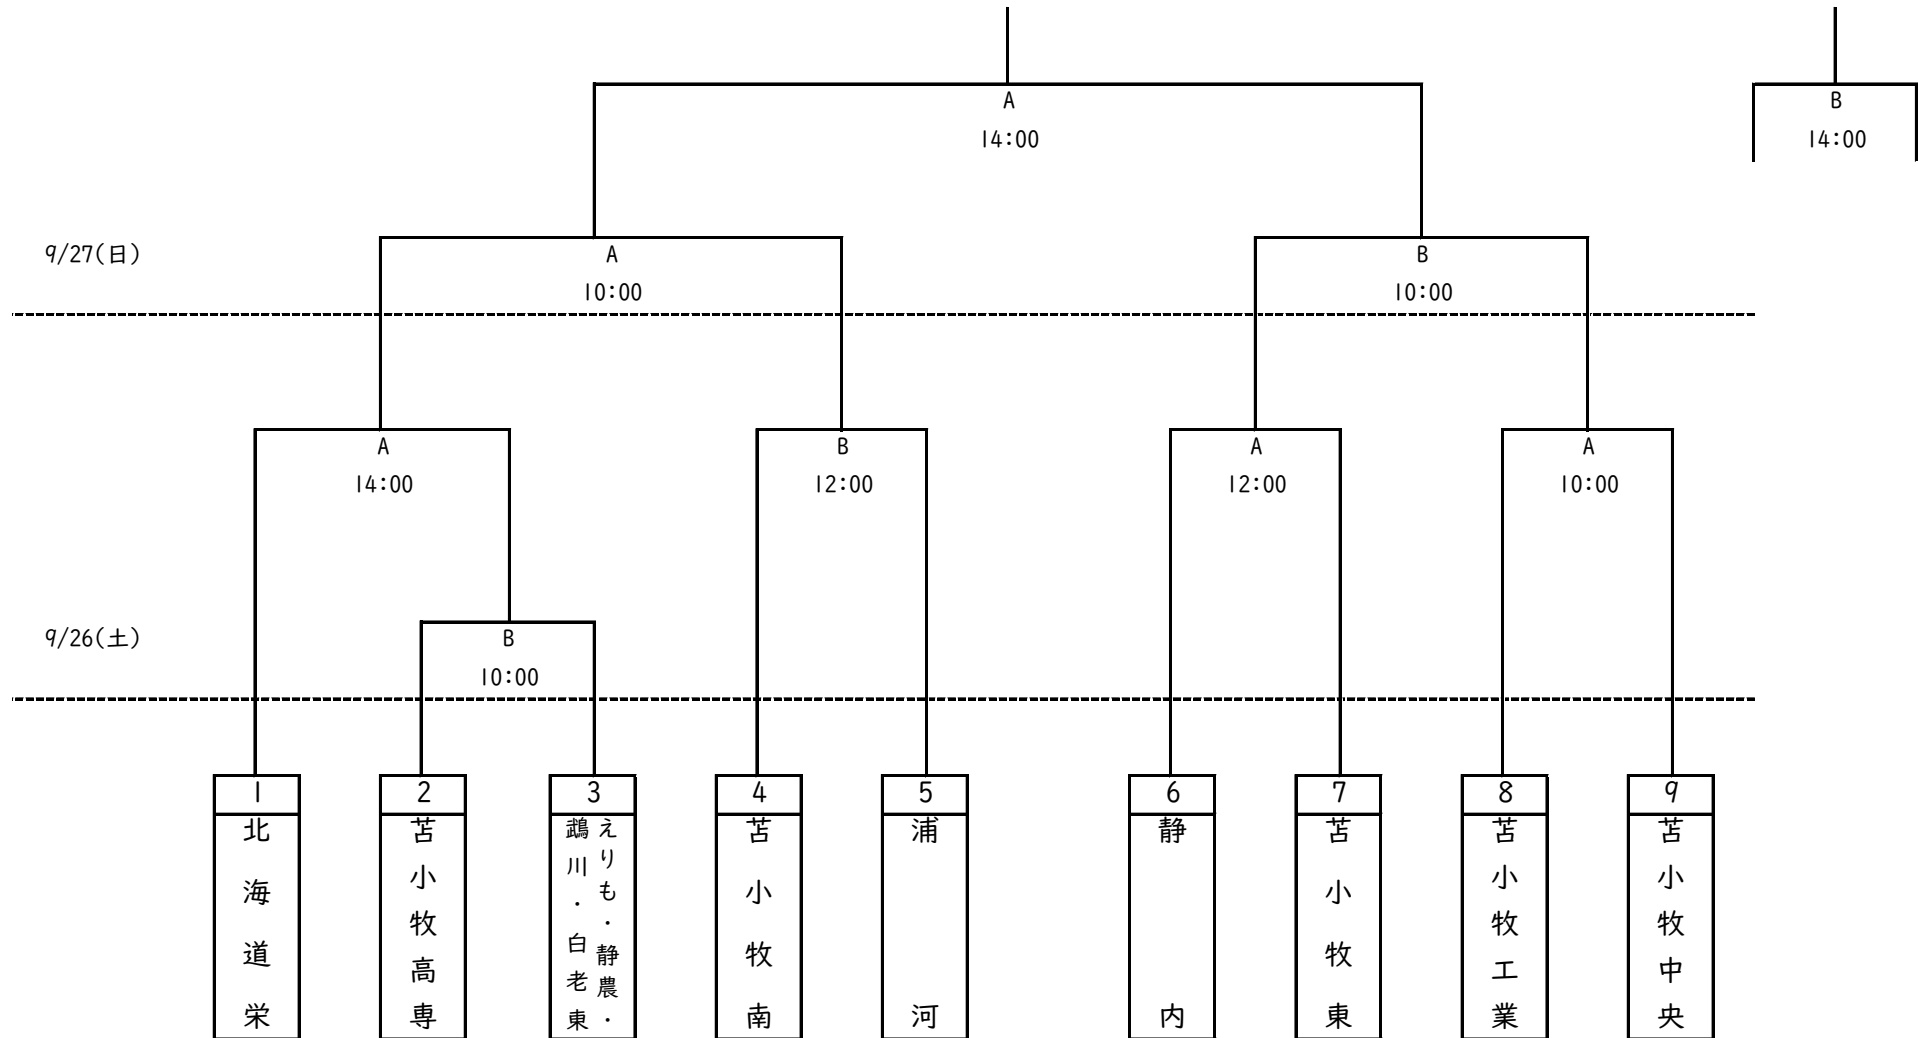 A
14:00
B
14:00
9/27(日)
A
10:00
B
10:00
A
14:00
B
12:00
A
12:00
A
10:00
9/26(土)
B
10:00
1
北海道栄
2
苫小牧高専
3
えりも・静農・
鵡川・白老東
4
苫小牧南
5
浦河
6
静内
7
苫小牧東
8
苫小牧工業
9
苫小牧中央